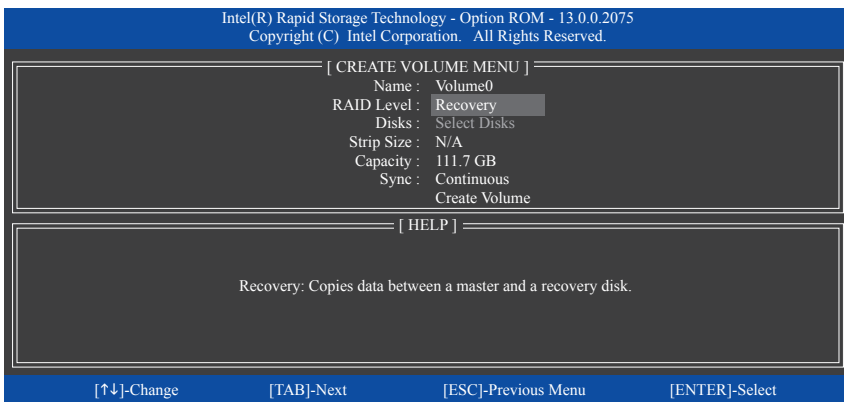 Intel(R) Rapid Storage Technology - Option ROM - 13.0.0.2075
Copyright (C) Intel Corporation. All Rights Reserved.
[ CREATE VOLUME MENU ]
Name : Volume0
RAID Level : Recovery
Disks : Select Disks
Strip Size : N/A
Capacity : 111.7 GB
Sync : Continuous
Create Volume
[ HELP ]
Recovery: Copies data between a master and a recovery disk.
[↑↓]-Change [TAB]-Next [ESC]-Previous Menu [ENTER]-Select